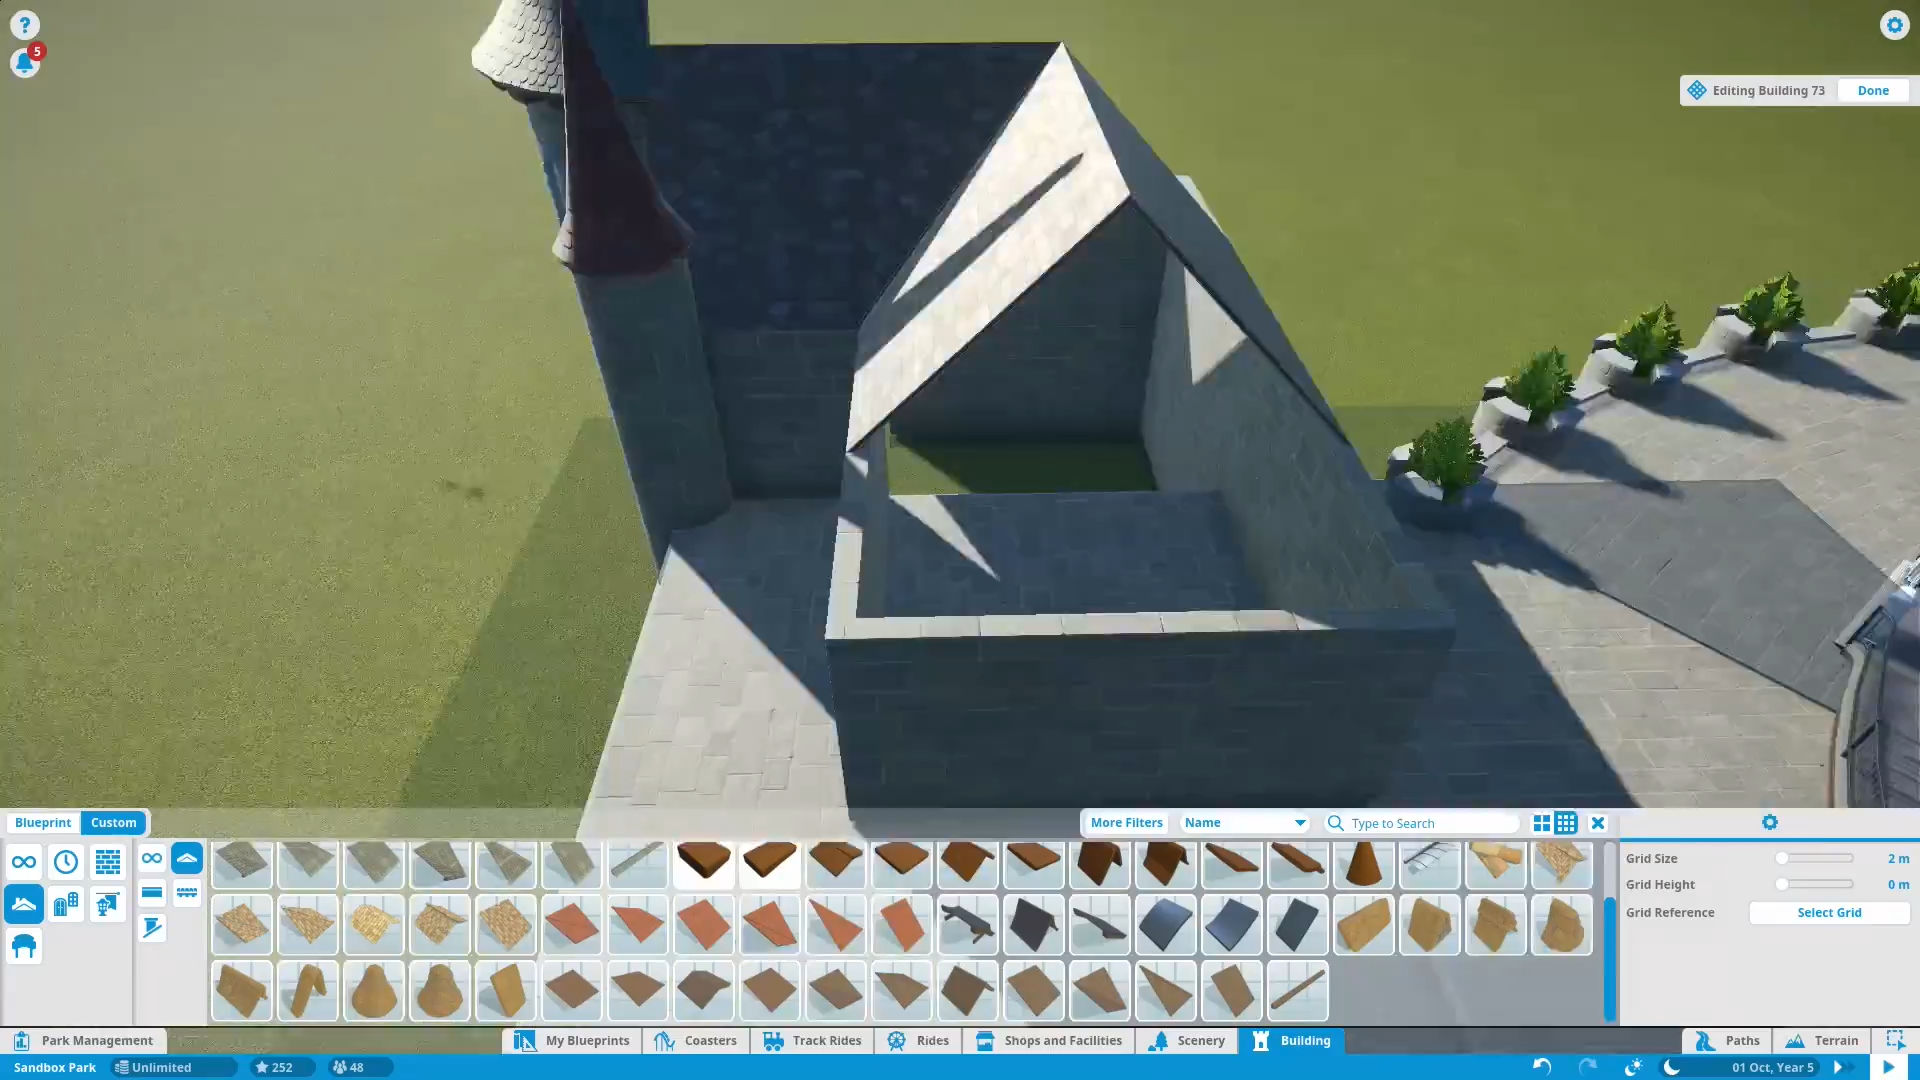 ?
5
Editing Building 73 Done
Blueprint Custom
More Filters Name Type to Search
Grid Size 2 m
Grid Height 0 m
Grid Reference Select Grid
Park Management My Blueprints Coasters Track Rides Rides Shops and Facilities Scenery Building Paths Terrain
Sandbox Park Unlimited 252 48 01 Oct, Year 5